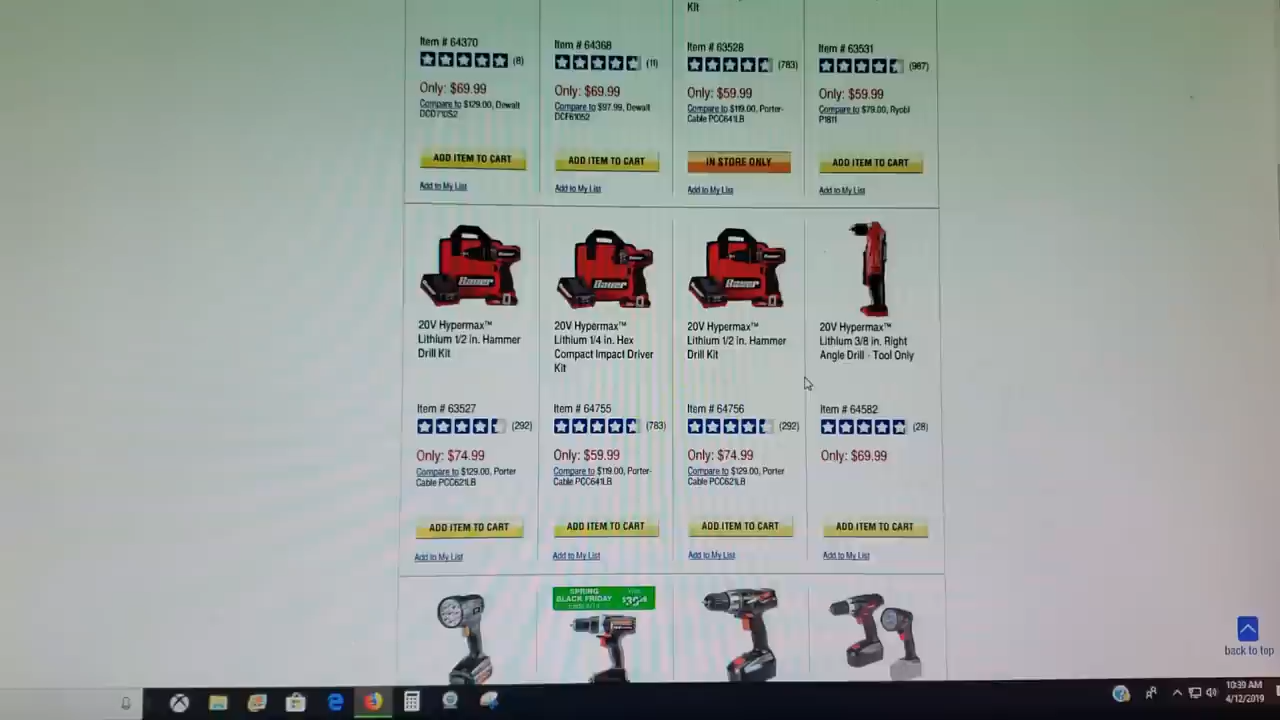 Kit
Item # 64370
(8)
Only: $69.99
Compare to $129.00, Dewalt
DCD710S2
ADD ITEM TO CART
Add to My List
Item # 64368
(11)
Only: $69.99
Compare to $97.99, Dewalt
DCF610S2
ADD ITEM TO CART
Add to My List
Item # 63528
(783)
Only: $59.99
Compare to $119.00, Porter-
Cable PCC641LB
IN STORE ONLY
Add to My List
Item # 63531
(987)
Only: $59.99
Compare to $79.00, Ryobi
P1811
ADD ITEM TO CART
Add to My List
Bauer
20V Hypermax™
Lithium 1/2 in. Hammer
Drill Kit
Item # 63527
(292)
Only: $74.99
Compare to $129.00, Porter
Cable PCC621LB
ADD ITEM TO CART
Add to My List
Bauer
20V Hypermax™
Lithium 1/4 in. Hex
Compact Impact Driver
Kit
Item # 64755
(783)
Only: $59.99
Compare to $119.00, Porter-
Cable PCC641LB
ADD ITEM TO CART
Add to My List
Bauer
20V Hypermax™
Lithium 1/2 in. Hammer
Drill Kit
Item # 64756
(292)
Only: $74.99
Compare to $129.00, Porter
Cable PCC621LB
ADD ITEM TO CART
Add to My List
20V Hypermax™
Lithium 3/8 in. Right
Angle Drill - Tool Only
Item # 64582
(28)
Only: $69.99
ADD ITEM TO CART
Add to My List
SPRING
BLACK FRIDAY
back to top
10:39 AM
4/12/2019